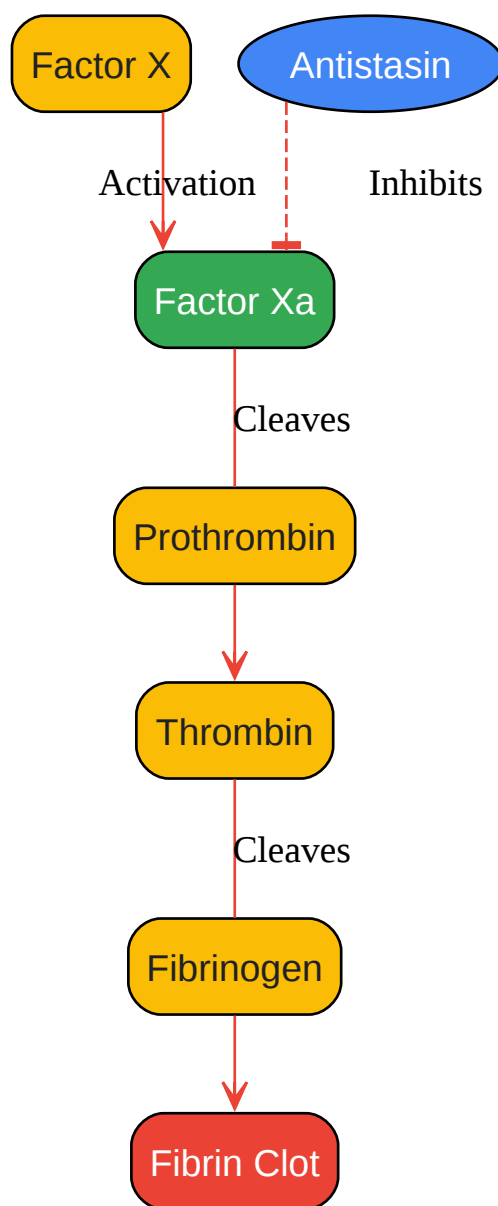 Factor X
Antistasin
Activation
Inhibits
Factor Xa
Cleaves
Prothrombin
Thrombin
Cleaves
Fibrinogen
Fibrin Clot